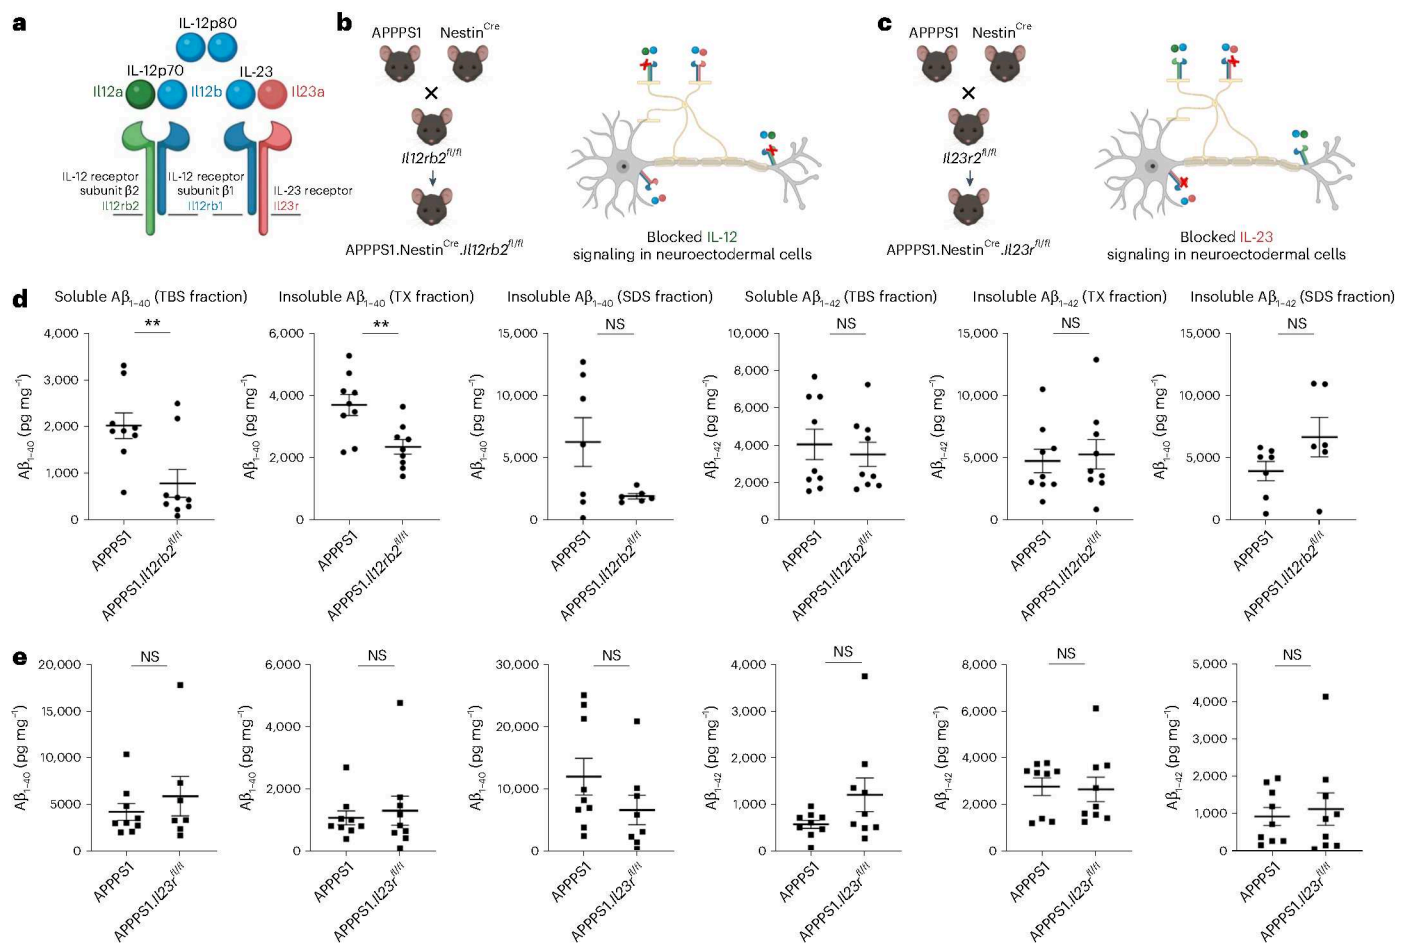 a
IL-12p80
IL-12p70
IL-23
Il12a
Il12b
Il23a
IL-12 receptor
subunit β2
Il12rb2
IL-12 receptor
subunit β1
Il12rb1
IL-23 receptor
Il23r
b
APPPS1
NestinCre
×
Il12rb2fl/fl
APPPS1.NestinCre.Il12rb2fl/fl
Blocked IL-12
signaling in neuroectodermal cells
c
APPPS1
NestinCre
×
Il23r2fl/fl
APPPS1.NestinCre.Il23rfl/fl
Blocked IL-23
signaling in neuroectodermal cells
d
Soluble Aβ1–40 (TBS fraction)
**
4,000
3,000
2,000
1,000
0
Aβ1–40 (pg mg−1)
APPPS1
APPPS1.Il12rb2fl/fl
Insoluble Aβ1–40 (TX fraction)
**
6,000
4,000
2,000
0
Aβ1–40 (pg mg−1)
APPPS1
APPPS1.Il12rb2fl/fl
Insoluble Aβ1–40 (SDS fraction)
NS
15,000
10,000
5,000
0
Aβ1–40 (pg mg−1)
APPPS1
APPPS1.Il12rb2fl/fl
Soluble Aβ1–42 (TBS fraction)
NS
10,000
8,000
6,000
4,000
2,000
0
Aβ1–42 (pg mg−1)
APPPS1
APPPS1.Il12rb2fl/fl
Insoluble Aβ1–42 (TX fraction)
NS
15,000
10,000
5,000
0
Aβ1–42 (pg mg−1)
APPPS1
APPPS1.Il12rb2fl/fl
Insoluble Aβ1–42 (SDS fraction)
NS
15,000
10,000
5,000
0
Aβ1–40 (pg mg−1)
APPPS1
APPPS1.Il12rb2fl/fl
e
NS
20,000
15,000
10,000
5000
0
Aβ1–40 (pg mg−1)
APPPS1
APPPS1.Il23rfl/fl
NS
6,000
4,000
2,000
0
Aβ1–40 (pg mg−1)
APPPS1
APPPS1.Il23rfl/fl
NS
30,000
20,000
10,000
0
Aβ1–40 (pg mg−1)
APPPS1
APPPS1.Il23rfl/fl
NS
4,000
3,000
2,000
1,000
0
Aβ1–42 (pg mg−1)
APPPS1
APPPS1.Il23rfl/fl
NS
8,000
6,000
4,000
2,000
0
Aβ1–42 (pg mg−1)
APPPS1
APPPS1.Il23rfl/fl
NS
5,000
4,000
3,000
2,000
1,000
0
Aβ1–42 (pg mg−1)
APPPS1
APPPS1.Il23rfl/fl